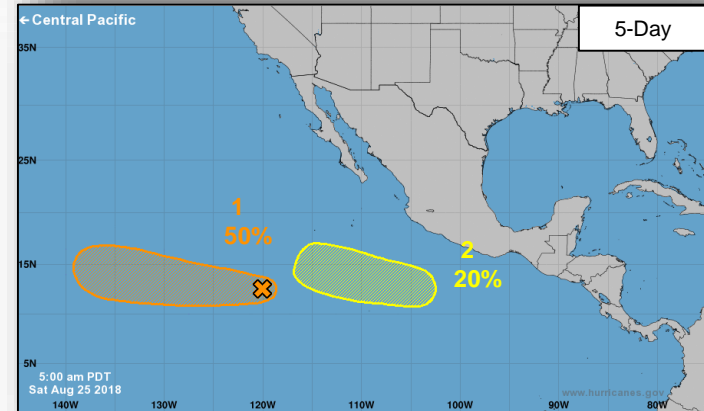 ← Central Pacific
5-Day
35N
25N
1
50%
2
20%
15N
5N
5:00 am PDT
Sat Aug 25 2018
www.hurricanes.gov
140W
130W
120W
110W
100W
90W
80W